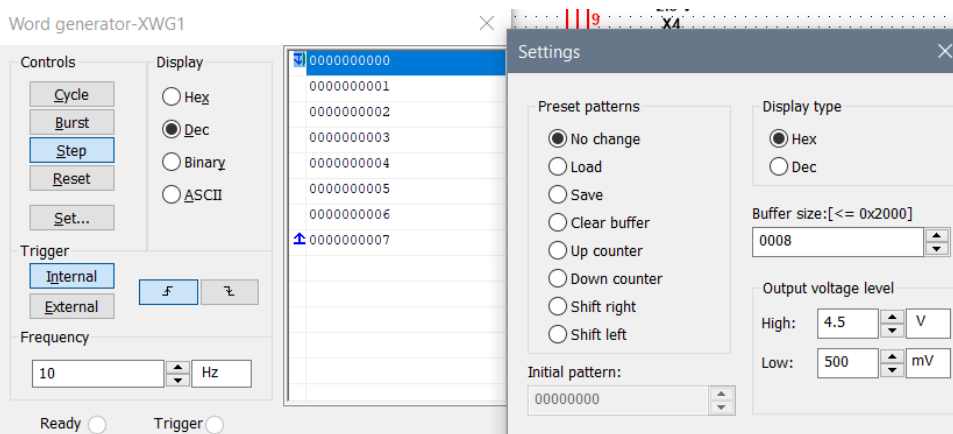 Word generator-XWG1
Controls
Cycle
Burst
Step
Reset
Set...
Display
Hex
Dec
Binary
ASCII
Trigger
Internal
External
Frequency
10
Hz
Ready
Trigger
0000000000
0000000001
0000000002
0000000003
0000000004
0000000005
0000000006
0000000007
9
X4
Settings
Preset patterns
No change
Load
Save
Clear buffer
Up counter
Down counter
Shift right
Shift left
Initial pattern:
00000000
Display type
Hex
Dec
Buffer size:[<= 0x2000]
0008
Output voltage level
High:
4.5
V
Low:
500
mV